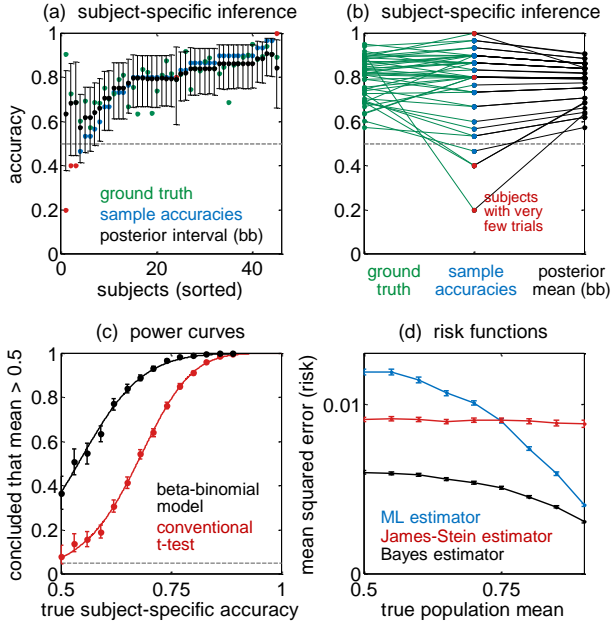 (a) subject-specific inference
1
0.8
0.6
0.4
0.2
0
accuracy
ground truth
sample accuracies
posterior interval (bb)
0 20 40
subjects (sorted)
(b) subject-specific inference
1
0.8
0.6
0.4
0.2
0
subjects
with very
few trials
ground
truth
sample
accuracies
posterior
mean (bb)
(c) power curves
1
0.8
0.6
0.4
0.2
0
concluded that mean > 0.5
beta-binomial
model
conventional
t-test
0.5 0.75 1
true subject-specific accuracy
(d) risk functions
0.01
0
mean squared error (risk)
ML estimator
James-Stein estimator
Bayes estimator
0.5 0.75
true population mean